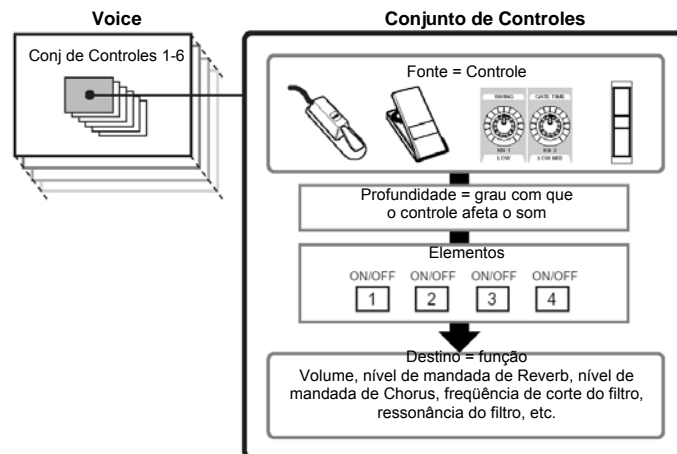 Voice
Conjunto de Controles
Conj de Controles 1-6
Fonte = Controle
SWING
GATE TIME
KN 1
KN 2
LOW
LOW MID
Profundidade = grau com que
o controle afeta o som
Elementos
ON/OFF ON/OFF ON/OFF ON/OFF
1 2 3 4
Destino = função
Volume, nível de mandada de Reverb, nível de
mandada de Chorus, freqüência de corte do filtro,
ressonância do filtro, etc.